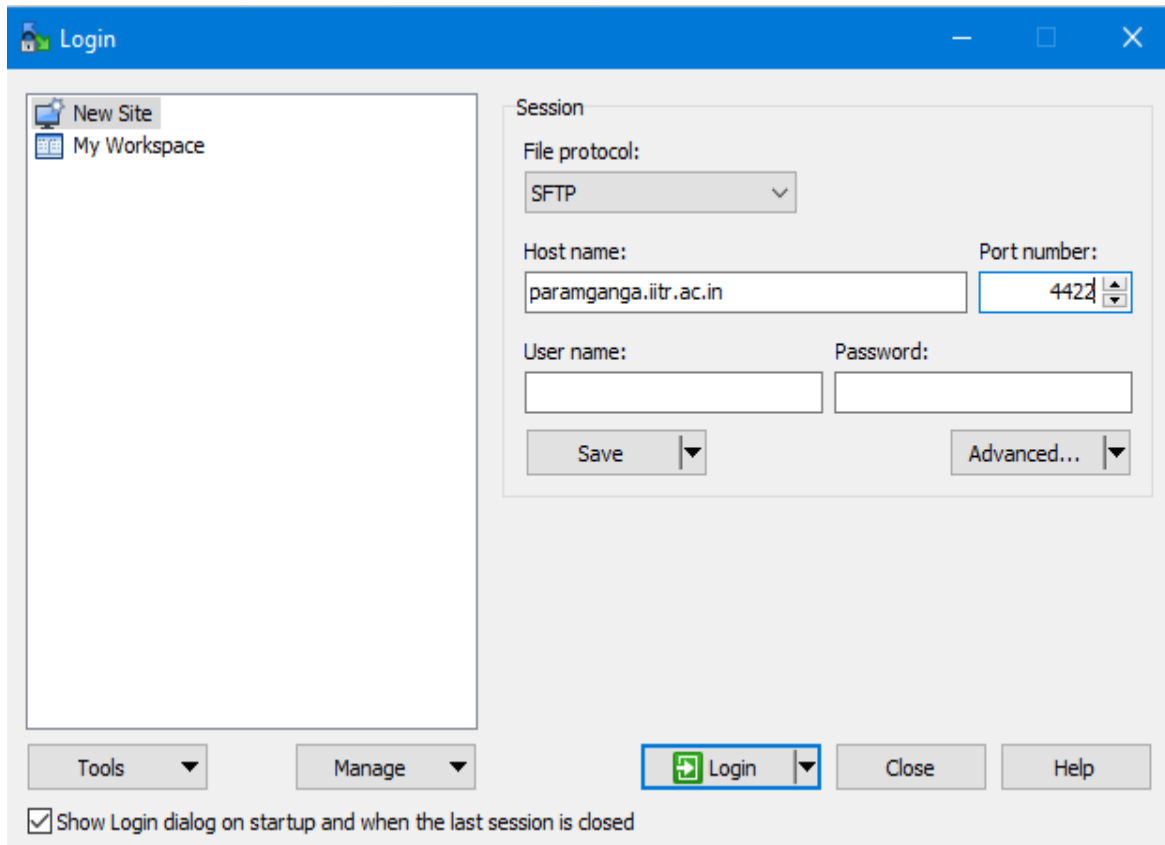 Login
New Site
My Workspace
Session
File protocol:
SFTP
Host name: Port number:
paramganga.iitr.ac.in 4422
User name: Password:
Save Advanced...
Tools Manage Login Close Help
Show Login dialog on startup and when the last session is closed